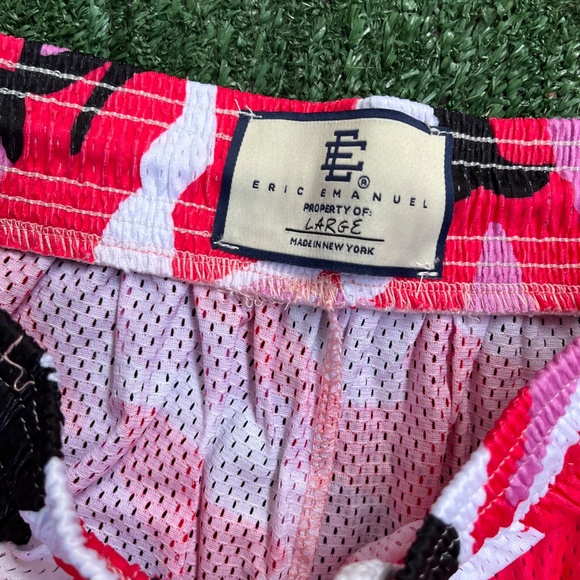 EE
ERIC EMANUEL®
PROPERTY OF:
LARGE
MADE IN NEW YORK